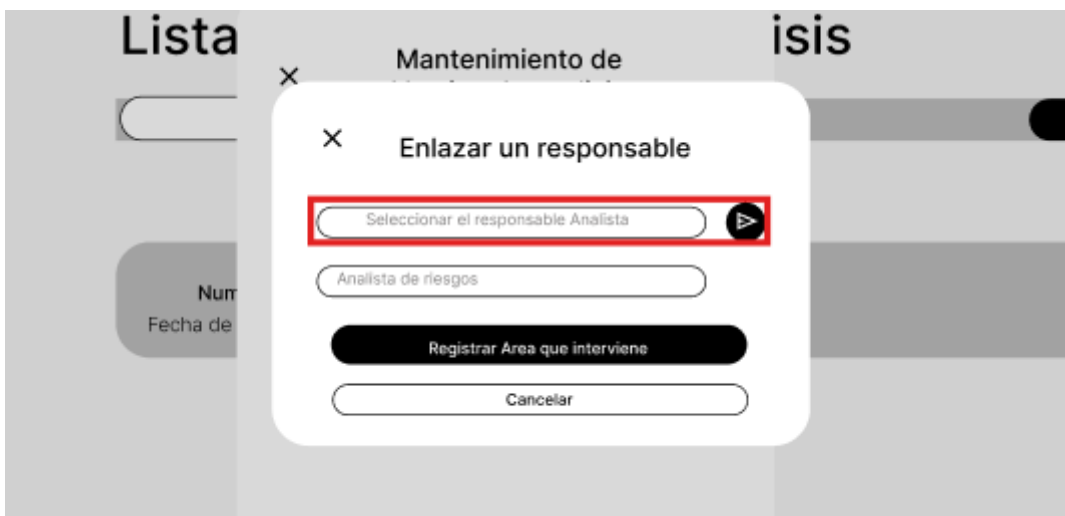 Lista
isis
Mantenimiento de
Enlazar un responsable
Seleccionar el responsable Analista
Analista de riesgos
Num
Fecha de
Registrar Area que interviene
Cancelar